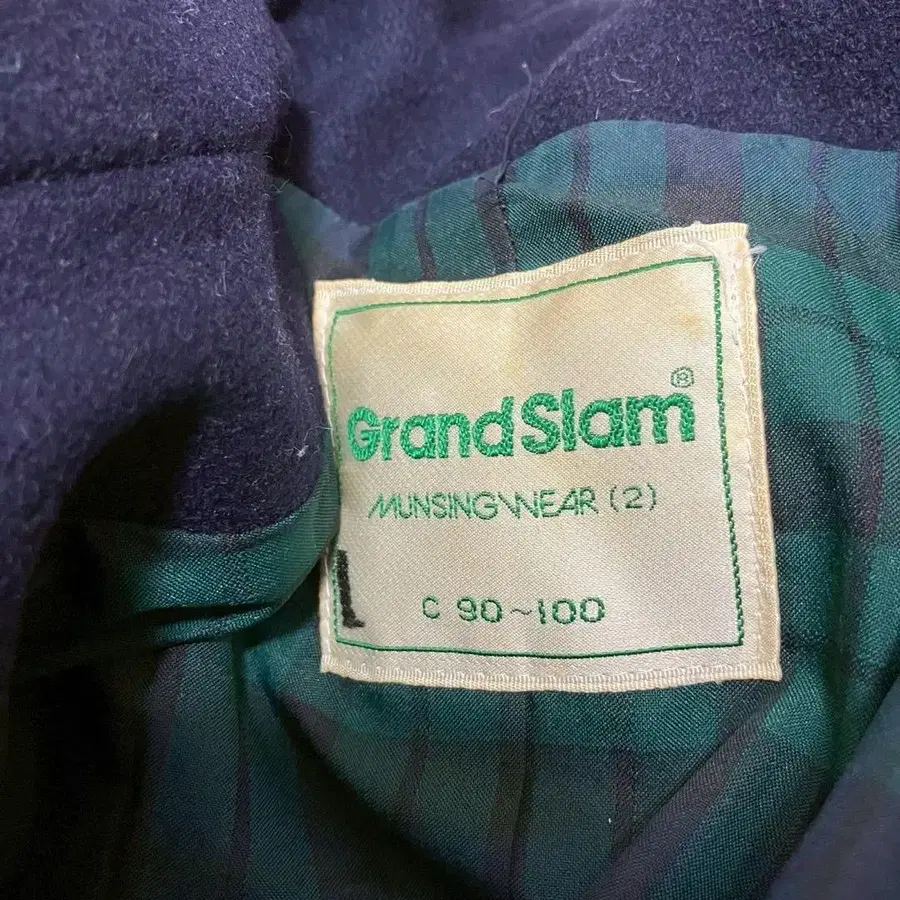 GrandSlam®
MUNSINGWEAR (2)
C 90~100